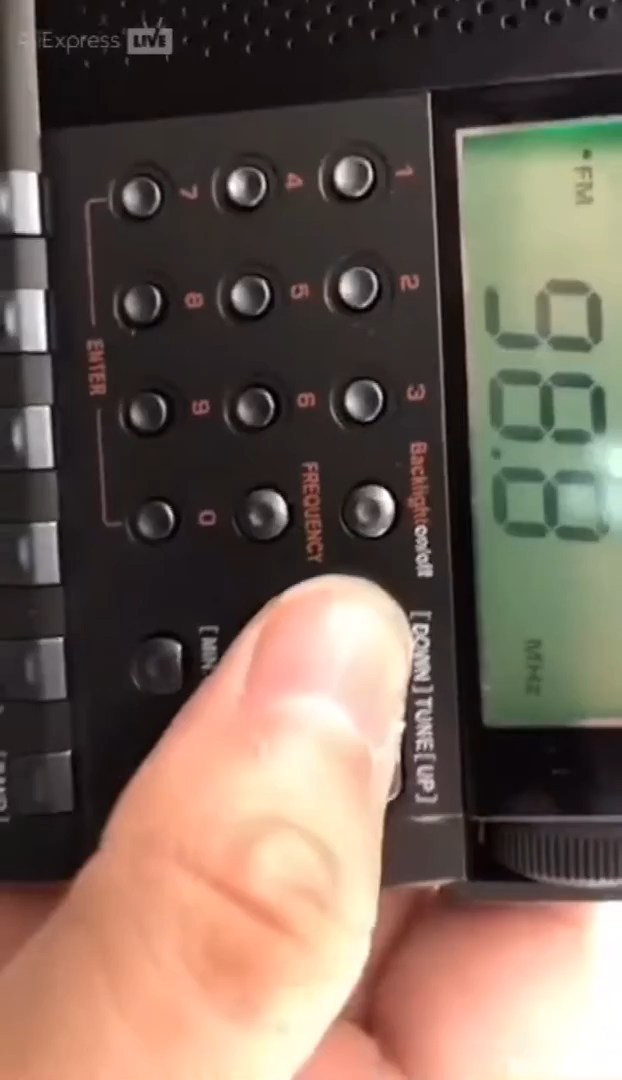 AliExpress LIVE
FM
98.8
MHz
1 2 3 Backlight on/off [DOWN] TUNE [UP]
4 5 6 FREQUENCY
7 8 9 0
ENTER